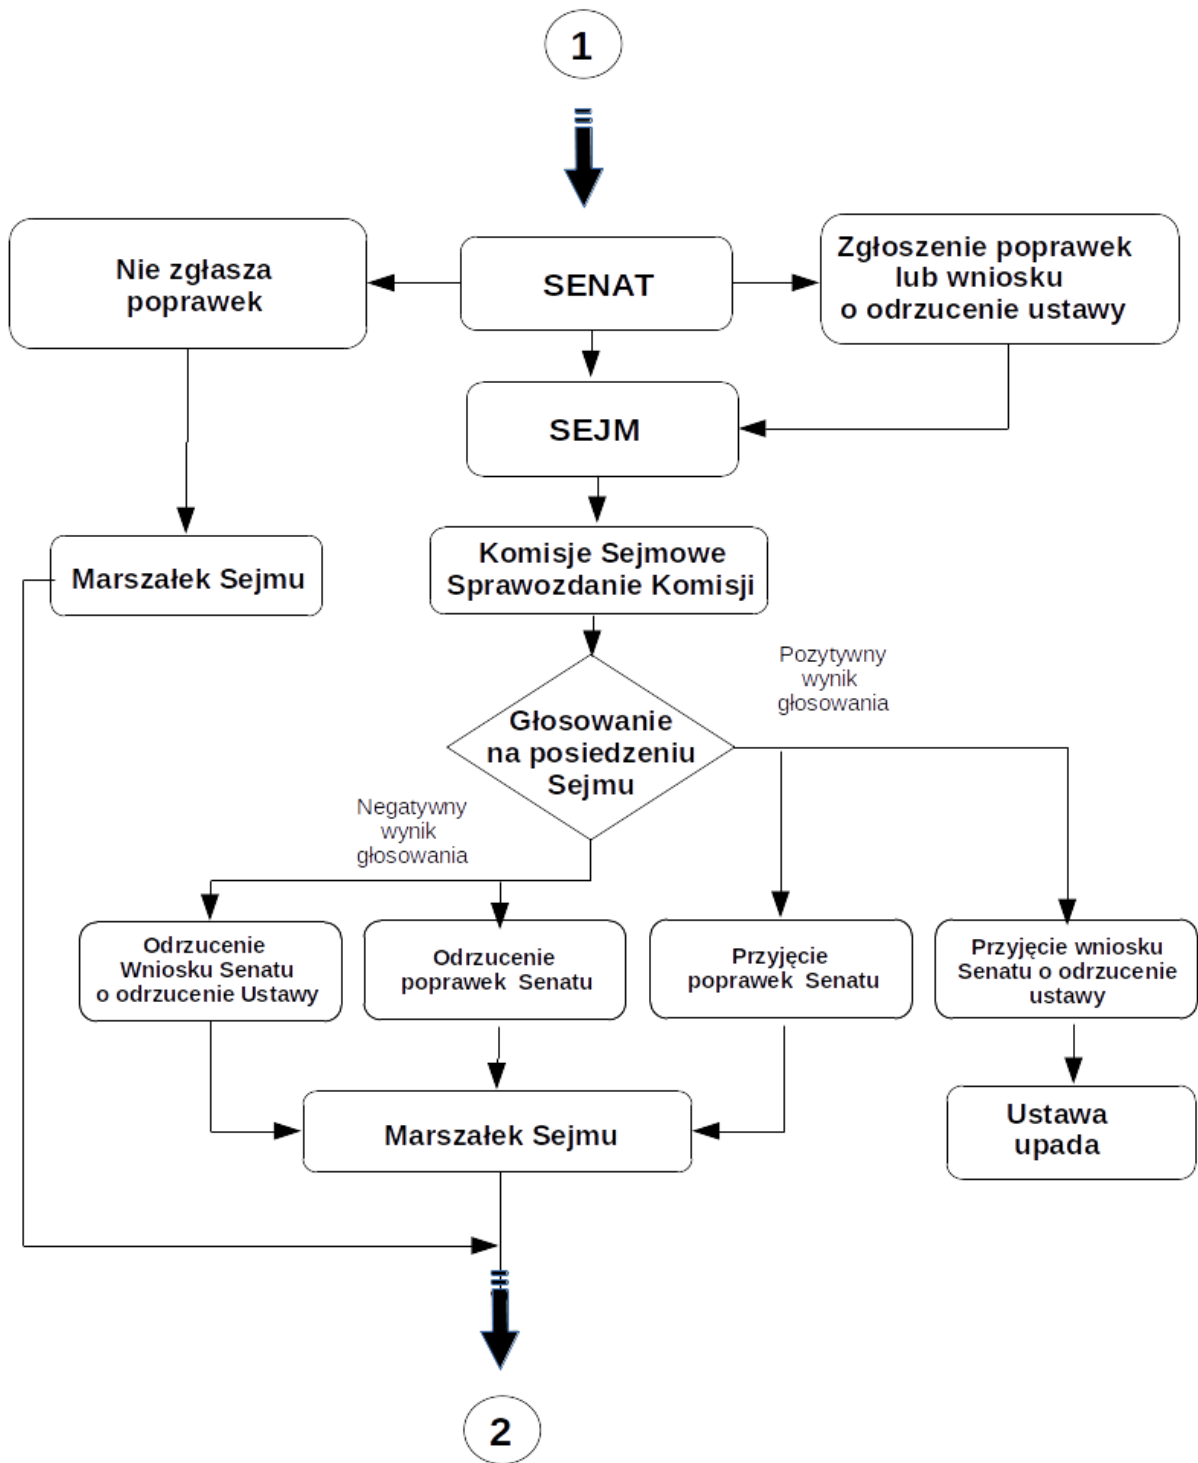 1
Nie zgłasza
poprawek
SENAT
Zgłoszenie poprawek
lub wniosku
o odrzucenie ustawy
SEJM
Marszałek Sejmu
Komisje Sejmowe
Sprawozdanie Komisji
Pozytywny
wynik
głosowania
Głosowanie
na posiedzeniu
Sejmu
Negatywny
wynik
głosowania
Odrzucenie
Wniosku Senatu
o odrzucenie Ustawy
Odrzucenie
poprawek Senatu
Przyjęcie
poprawek Senatu
Przyjęcie wniosku
Senatu o odrzucenie
ustawy
Marszałek Sejmu
Ustawa
upada
2